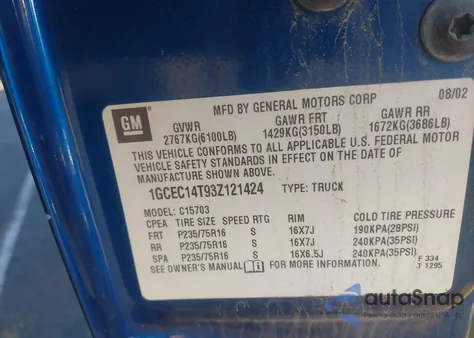 08/02
MFD BY GENERAL MOTORS CORP
GM
GVWR GAWR FRT GAWR RR
2767KG(6100LB) 1429KG(3150LB) 1672KG(3686LB)
THIS VEHICLE CONFORMS TO ALL APPLICABLE U.S. FEDERAL MOTOR
VEHICLE SAFETY STANDARDS IN EFFECT ON THE DATE OF
MANUFACTURE SHOWN ABOVE.
1GCEC14T93Z121424 TYPE: TRUCK
MODEL: C15703
CPEA TIRE SIZE SPEED RTG RIM COLD TIRE PRESSURE
FRT P235/75R16 S 16X7J 190KPA(28PSI)
RR P235/75R16 S 16X7J 240KPA(35PSI)
SPA P235/75R16 S 16X6.5J 240KPA(35PSI)
SEE OWNER'S MANUAL FOR MORE INFORMATION
F 334
T 1295
autoSnap